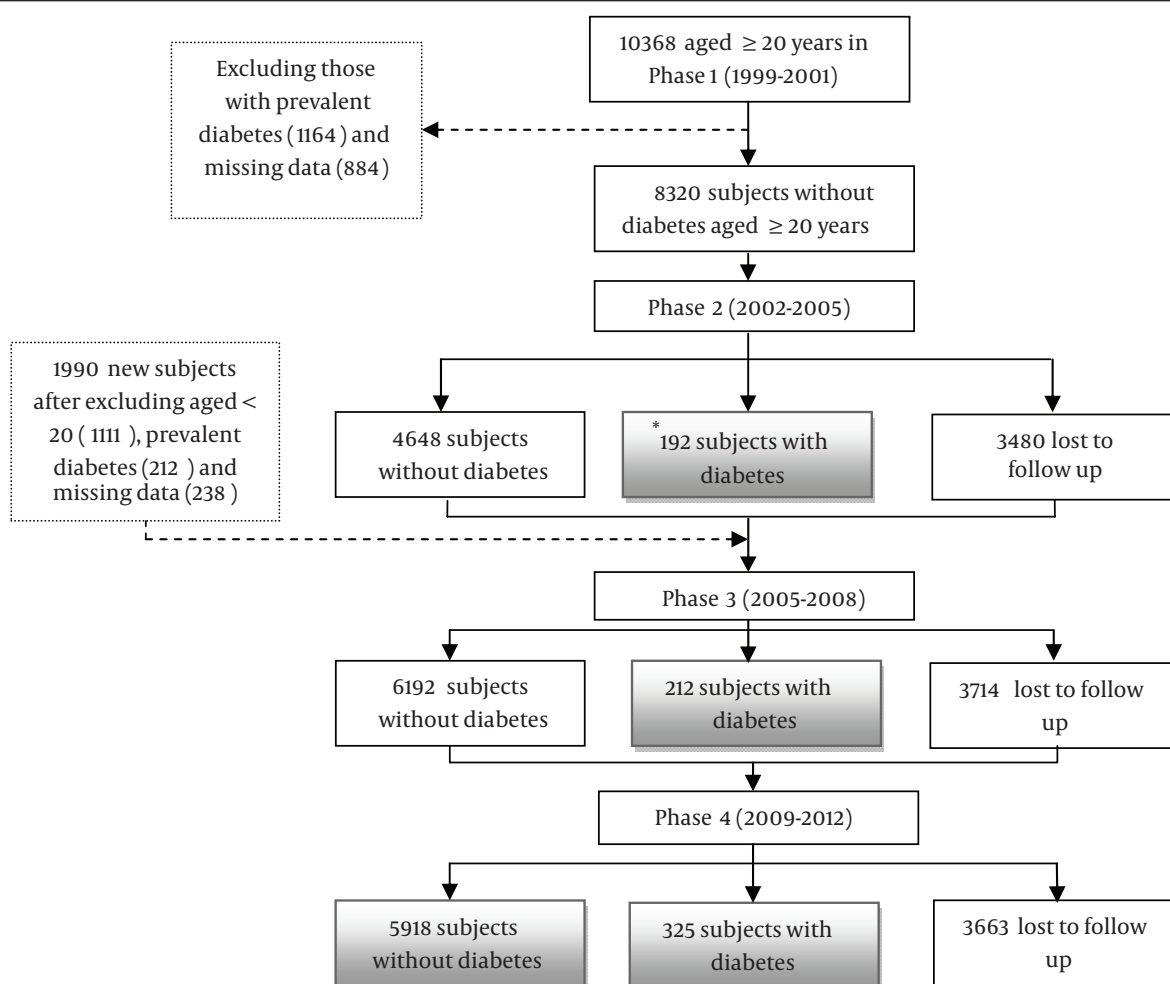 10368 aged ≥ 20 years in
Phase 1 (1999-2001)
Excluding those
with prevalent
diabetes (1164) and
missing data (884)
8320 subjects without
diabetes aged ≥ 20 years
Phase 2 (2002-2005)
1990 new subjects
after excluding aged <
20 ( 1111 ), prevalent
diabetes (212 ) and
missing data (238 )
4648 subjects
without diabetes
*192 subjects with
diabetes
3480 lost to
follow up
Phase 3 (2005-2008)
6192 subjects
without diabetes
212 subjects with
diabetes
3714 lost to follow
up
Phase 4 (2009-2012)
5918 subjects
without diabetes
325 subjects with
diabetes
3663 lost to follow
up